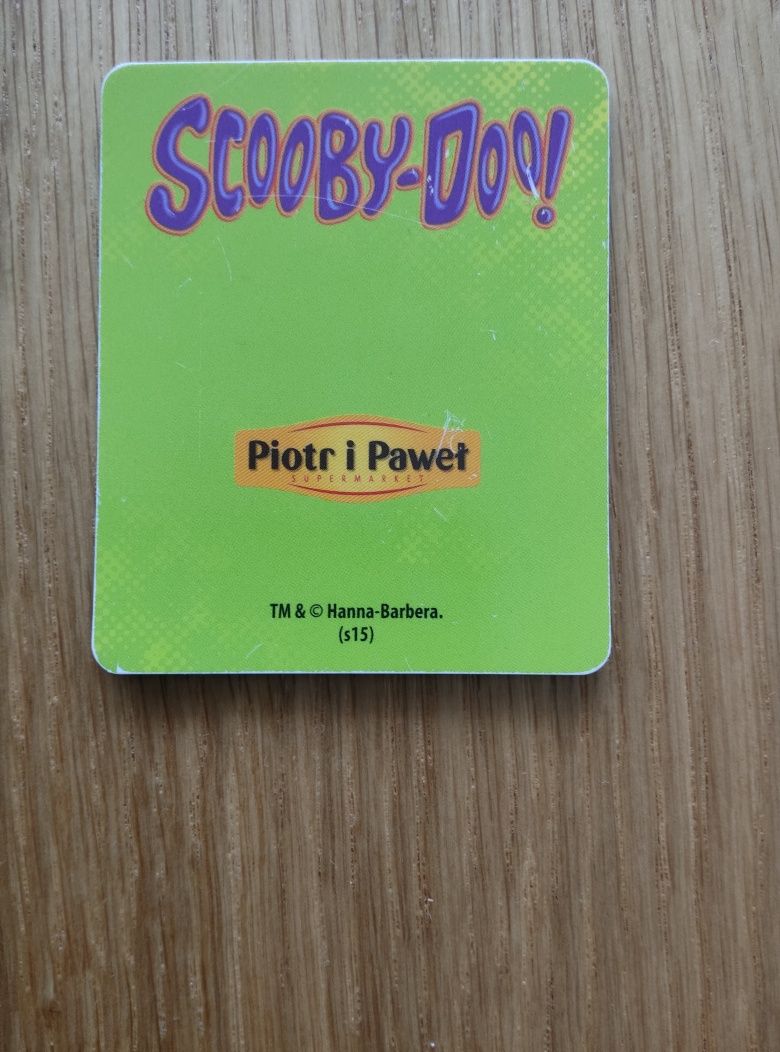 SCOOBY-DOO!
Piotr i Paweł
SUPERMARKET
TM & © Hanna-Barbera.
(s15)